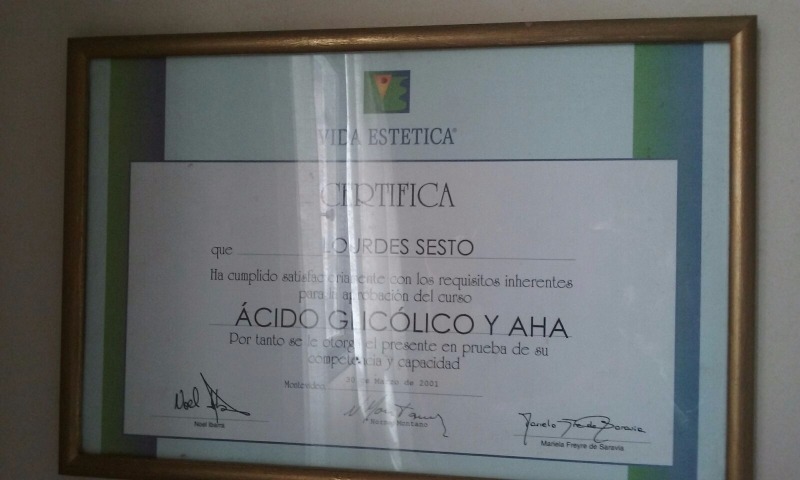 VIDA ESTETICA®
CERTIFICA
que LOURDES SESTO
Ha cumplido satisfactoriamente con los requisitos inherentes
para la aprobación del curso
ÁCIDO GLICÓLICO Y AHA
Por tanto se le otorga el presente en prueba de su
competencia y capacidad
Montevideo, 30 de Marzo de 2001
Noel Ibarra
Montano
Mariela Freyre de Saravia